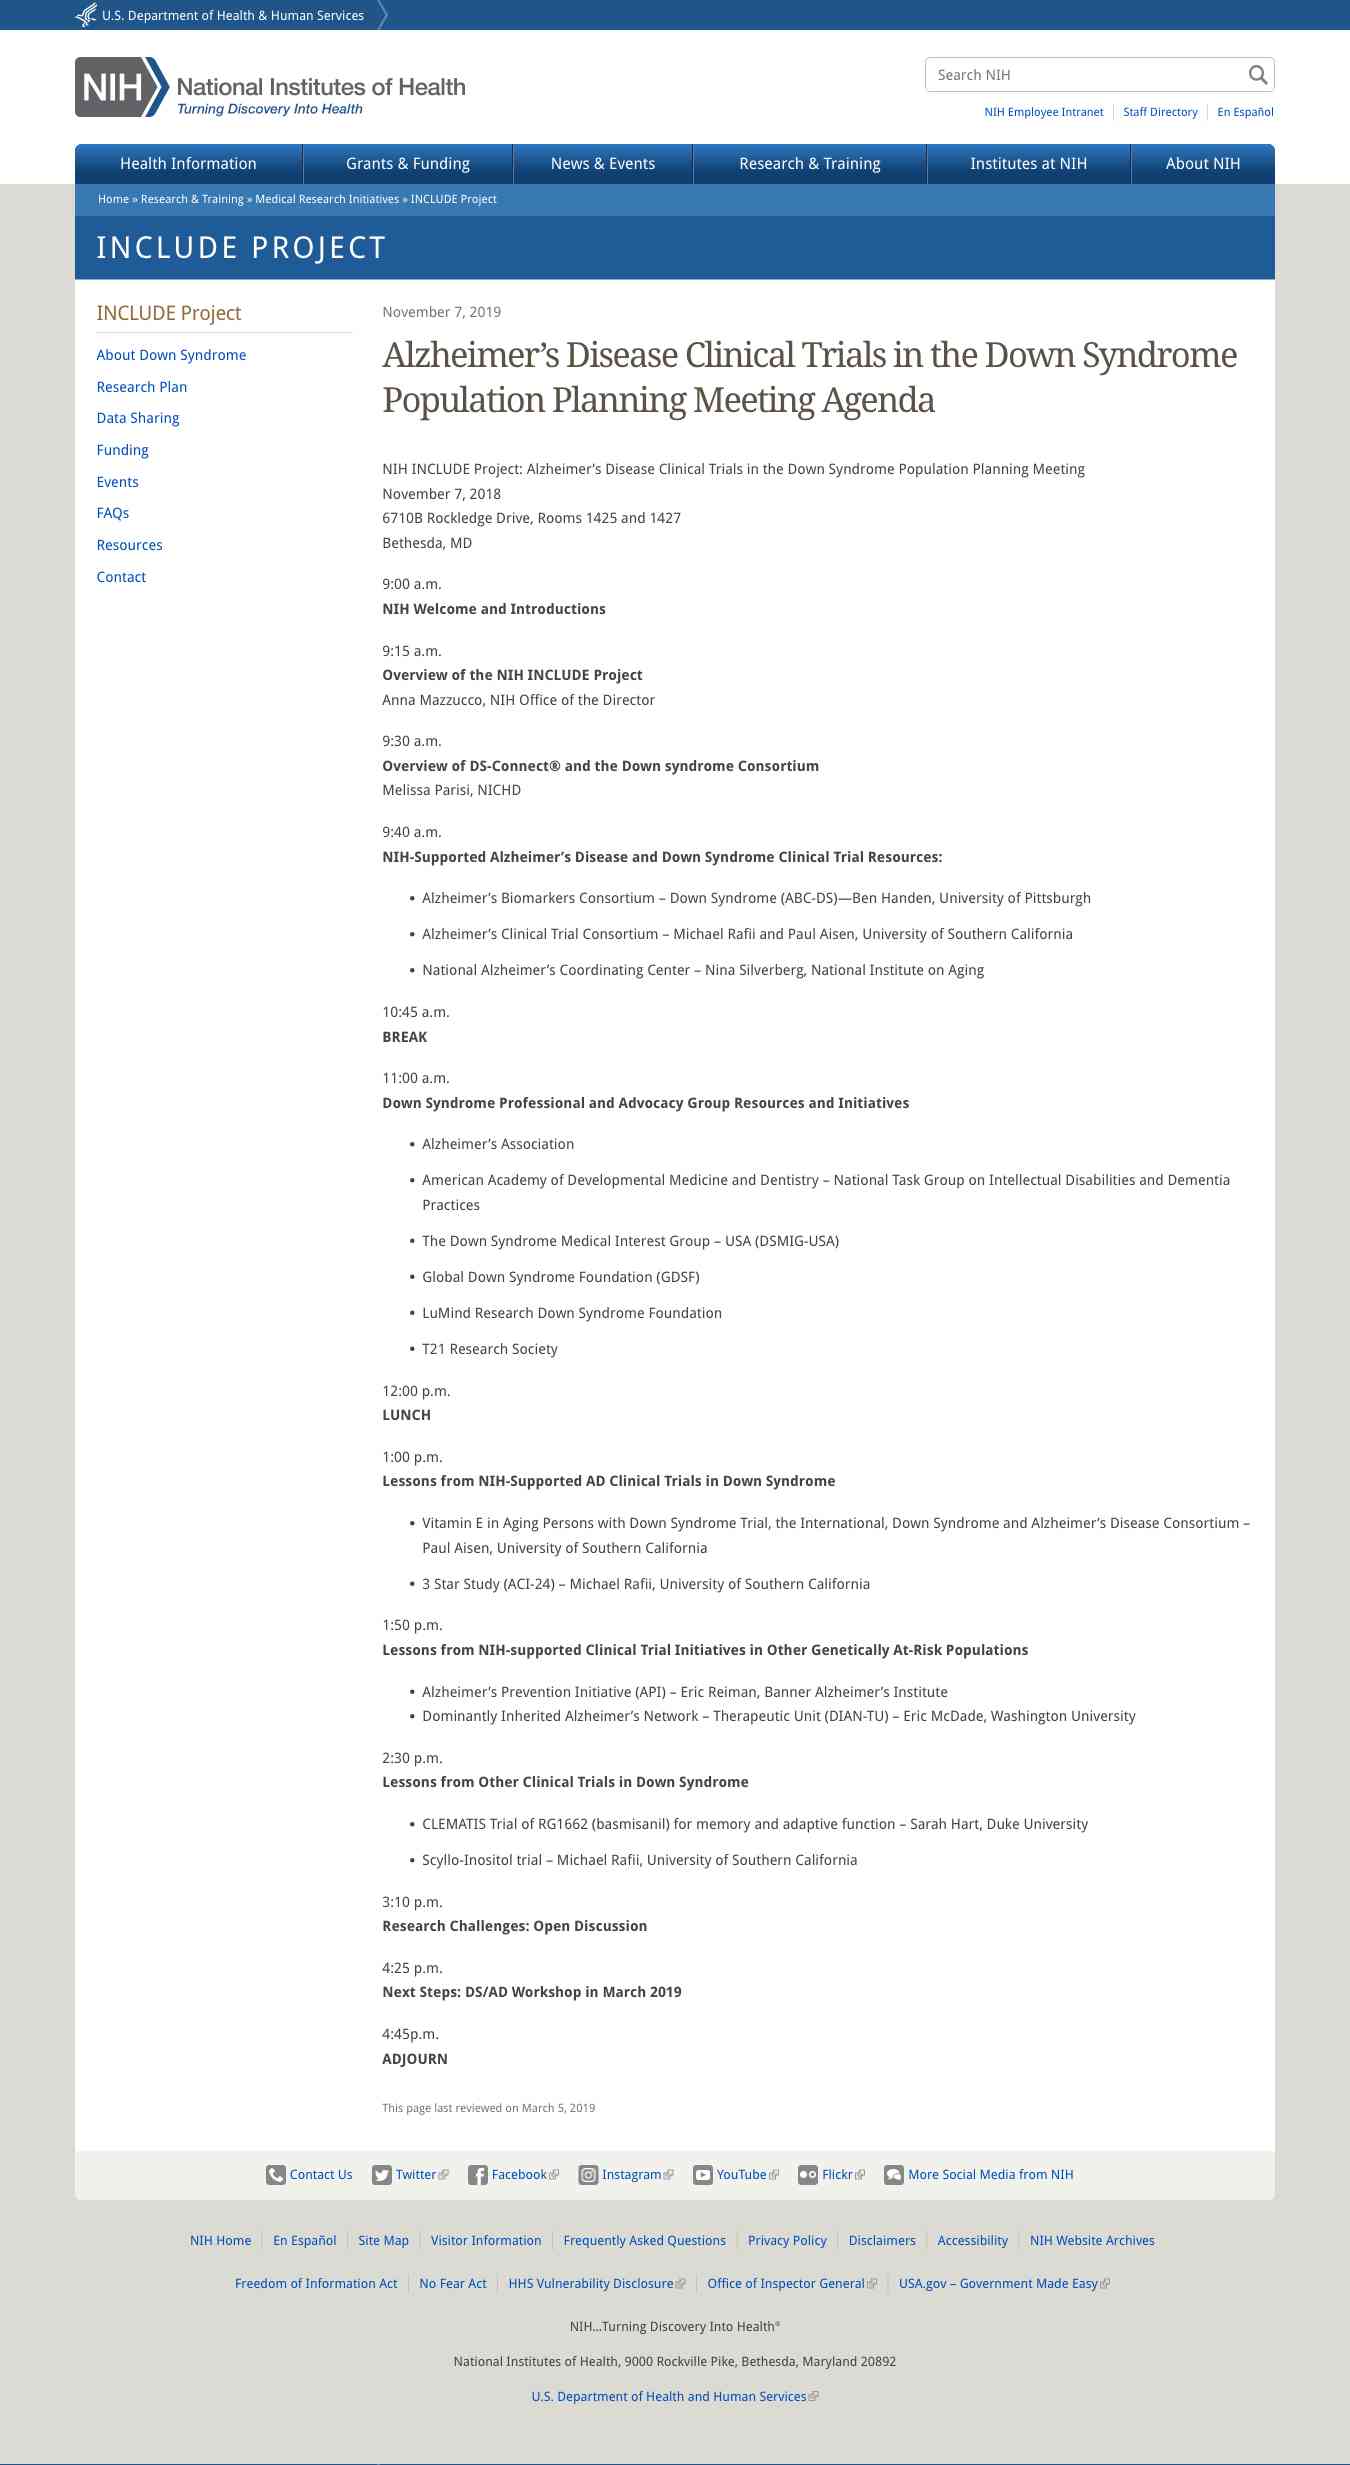 U.S. Department of Health & Human Services
NIH National Institutes of Health
Turning Discovery Into Health
Search NIH
NIH Employee Intranet Staff Directory En Español
Health Information Grants & Funding News & Events Research & Training Institutes at NIH About NIH
Home » Research & Training » Medical Research Initiatives » INCLUDE Project
INCLUDE PROJECT
INCLUDE Project
About Down Syndrome
Research Plan
Data Sharing
Funding
Events
FAQs
Resources
Contact
November 7, 2019
Alzheimer’s Disease Clinical Trials in the Down Syndrome
Population Planning Meeting Agenda
NIH INCLUDE Project: Alzheimer’s Disease Clinical Trials in the Down Syndrome Population Planning Meeting
November 7, 2018
6710B Rockledge Drive, Rooms 1425 and 1427
Bethesda, MD
9:00 a.m.
NIH Welcome and Introductions
9:15 a.m.
Overview of the NIH INCLUDE Project
Anna Mazzucco, NIH Office of the Director
9:30 a.m.
Overview of DS-Connect® and the Down syndrome Consortium
Melissa Parisi, NICHD
9:40 a.m.
NIH-Supported Alzheimer’s Disease and Down Syndrome Clinical Trial Resources:
• Alzheimer’s Biomarkers Consortium – Down Syndrome (ABC-DS)—Ben Handen, University of Pittsburgh
• Alzheimer’s Clinical Trial Consortium – Michael Rafii and Paul Aisen, University of Southern California
• National Alzheimer’s Coordinating Center – Nina Silverberg, National Institute on Aging
10:45 a.m.
BREAK
11:00 a.m.
Down Syndrome Professional and Advocacy Group Resources and Initiatives
• Alzheimer’s Association
• American Academy of Developmental Medicine and Dentistry – National Task Group on Intellectual Disabilities and Dementia
Practices
• The Down Syndrome Medical Interest Group – USA (DSMIG-USA)
• Global Down Syndrome Foundation (GDSF)
• LuMind Research Down Syndrome Foundation
• T21 Research Society
12:00 p.m.
LUNCH
1:00 p.m.
Lessons from NIH-Supported AD Clinical Trials in Down Syndrome
• Vitamin E in Aging Persons with Down Syndrome Trial, the International, Down Syndrome and Alzheimer’s Disease Consortium –
Paul Aisen, University of Southern California
• 3 Star Study (ACI-24) – Michael Rafii, University of Southern California
1:50 p.m.
Lessons from NIH-supported Clinical Trial Initiatives in Other Genetically At-Risk Populations
• Alzheimer’s Prevention Initiative (API) – Eric Reiman, Banner Alzheimer’s Institute
• Dominantly Inherited Alzheimer’s Network – Therapeutic Unit (DIAN-TU) – Eric McDade, Washington University
2:30 p.m.
Lessons from Other Clinical Trials in Down Syndrome
• CLEMATIS Trial of RG1662 (basmisanil) for memory and adaptive function – Sarah Hart, Duke University
• Scyllo-Inositol trial – Michael Rafii, University of Southern California
3:10 p.m.
Research Challenges: Open Discussion
4:25 p.m.
Next Steps: DS/AD Workshop in March 2019
4:45p.m.
ADJOURN
This page last reviewed on March 5, 2019
Contact Us Twitter Facebook Instagram YouTube Flickr More Social Media from NIH
NIH Home En Español Site Map Visitor Information Frequently Asked Questions Privacy Policy Disclaimers Accessibility NIH Website Archives
Freedom of Information Act No Fear Act HHS Vulnerability Disclosure Office of Inspector General USA.gov – Government Made Easy
NIH…Turning Discovery Into Health®
National Institutes of Health, 9000 Rockville Pike, Bethesda, Maryland 20892
U.S. Department of Health and Human Services